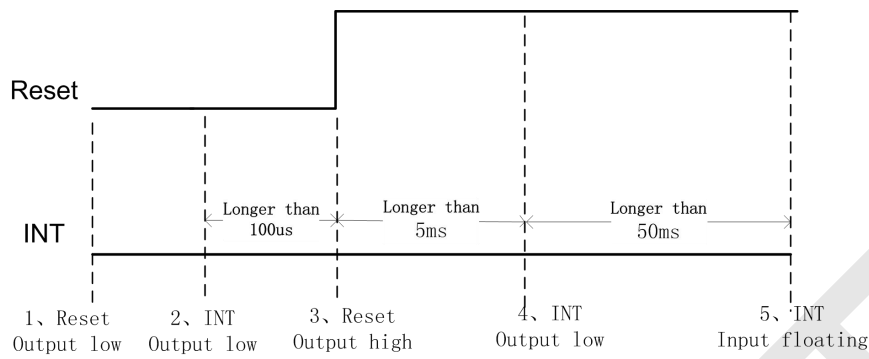 Reset
Longer than
100us
Longer than
5ms
Longer than
50ms
INT
1、Reset
Output low
2、INT
Output low
3、Reset
Output high
4、INT
Output low
5、INT
Input floating